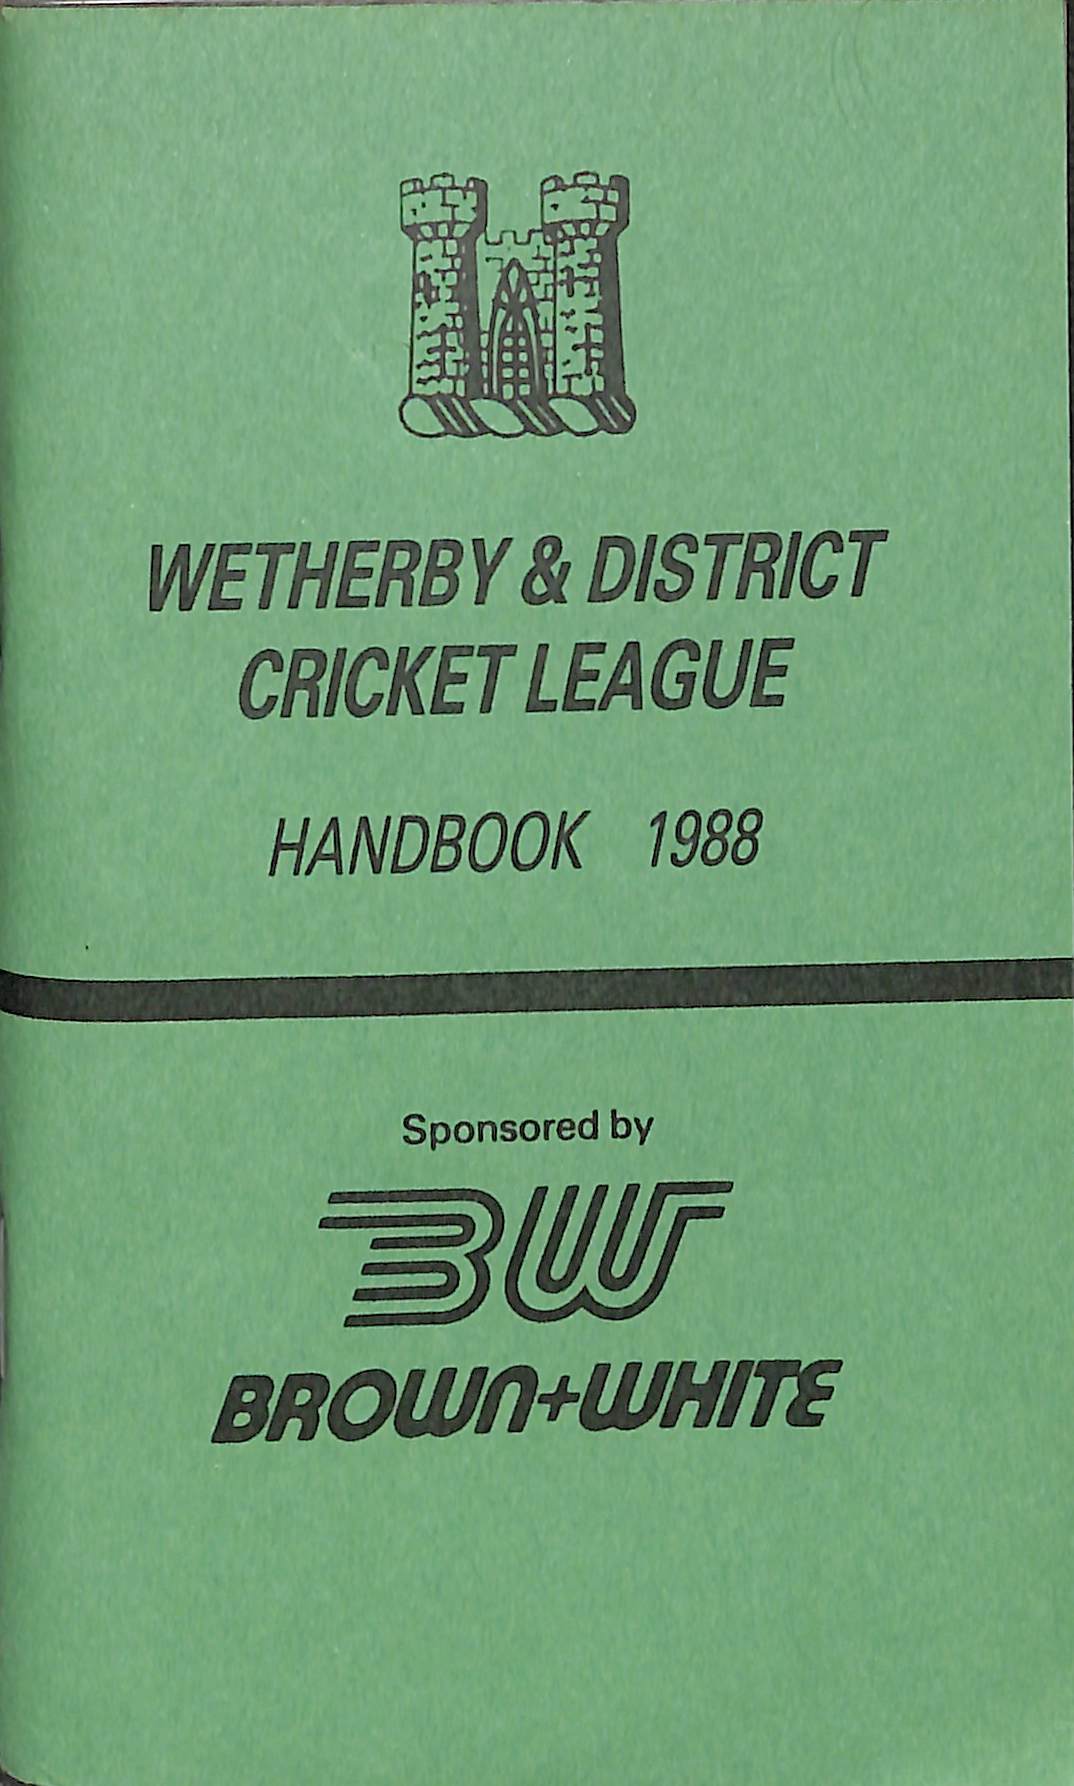 WETHERBY & DISTRICT
CRICKET LEAGUE
HANDBOOK 1988
Sponsored by
BW
BROWN+WHITE